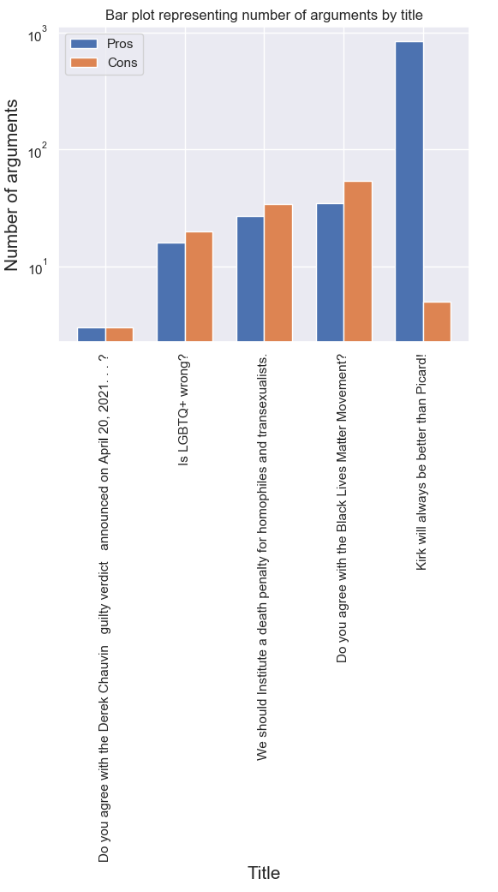 Bar plot representing number of arguments by title
Number of arguments
10³
10²
10¹
Pros
Cons
Do you agree with the Derek Chauvin   guilty verdict   announced on April 20, 2021. . . ?
Is LGBTQ+ wrong?
We should Institute a death penalty for homophiles and transexualists.
Do you agree with the Black Lives Matter Movement?
Kirk will always be better than Picard!
Title